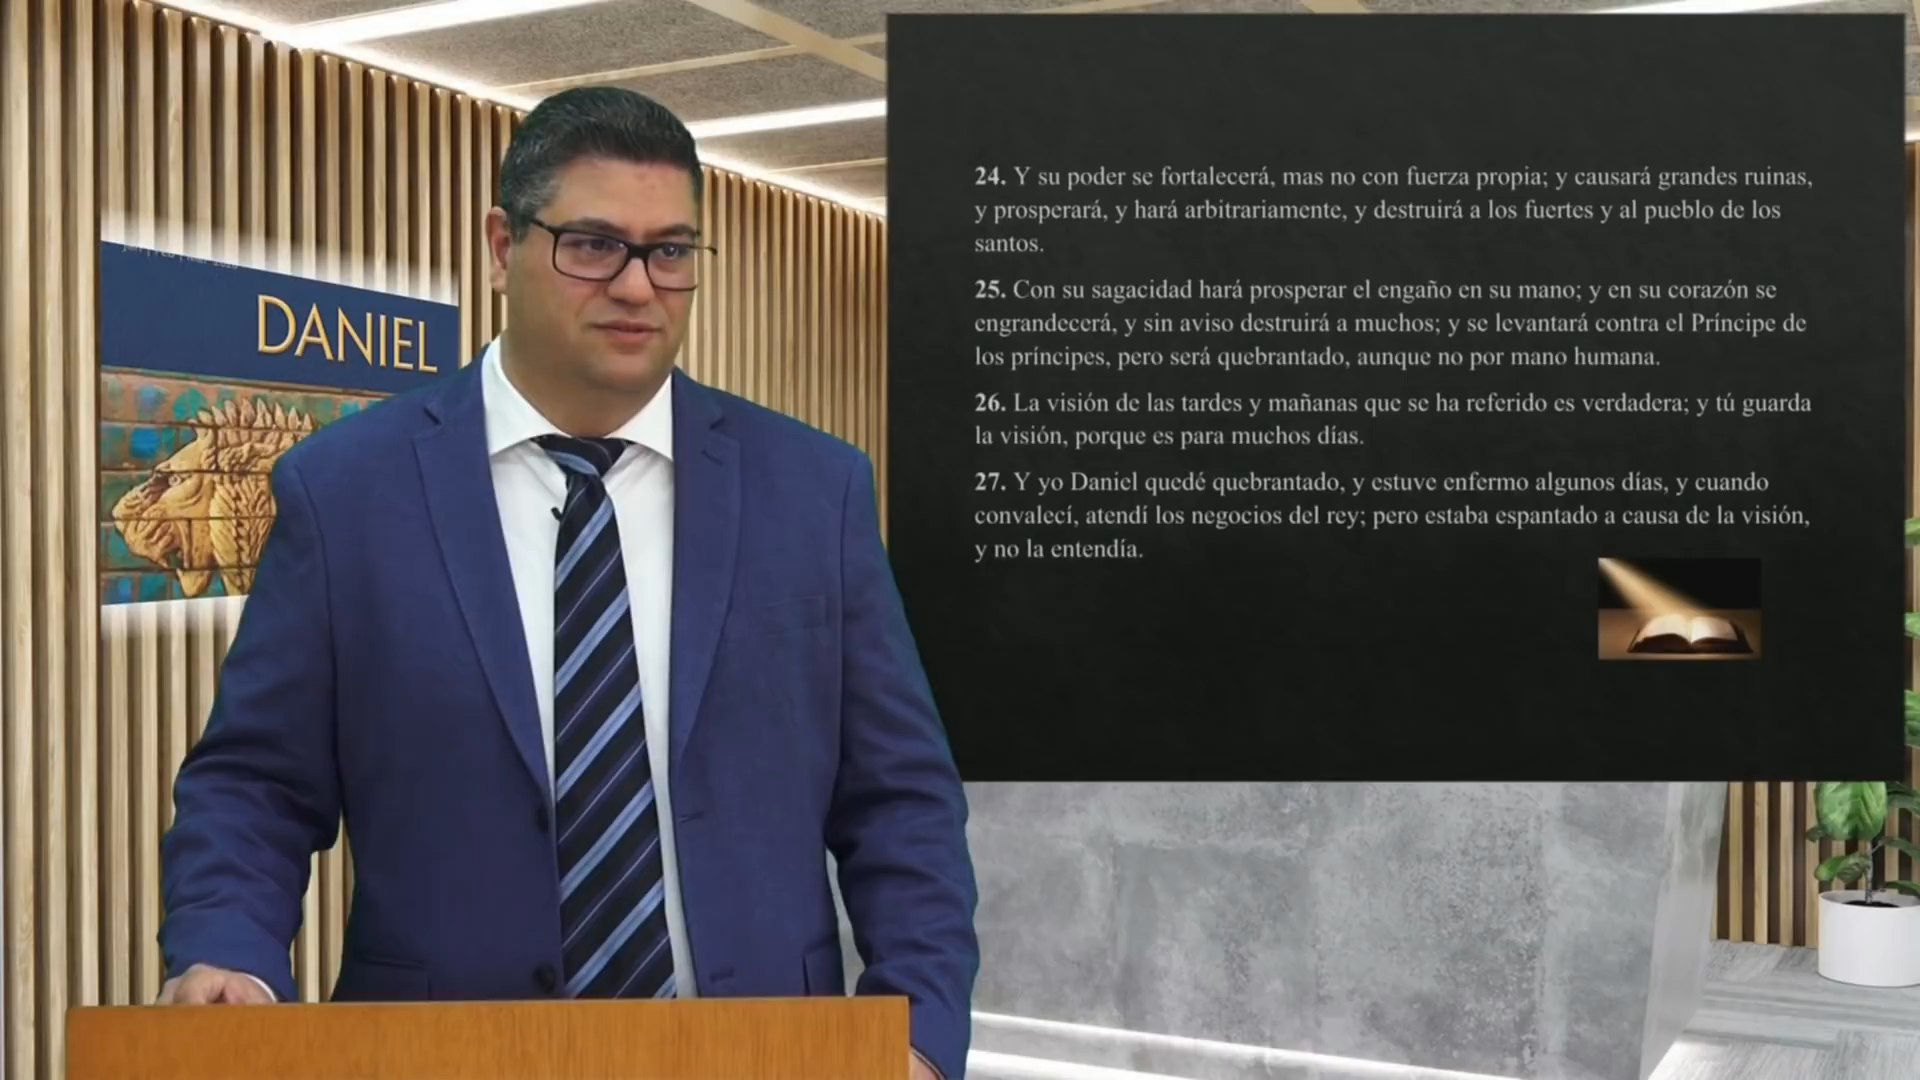 DANIEL
24. Y su poder se fortalecerá, mas no con fuerza propia; y causará grandes ruinas,
y prosperará, y hará arbitrariamente, y destruirá a los fuertes y al pueblo de los
santos.
25. Con su sagacidad hará prosperar el engaño en su mano; y en su corazón se
engrandecerá, y sin aviso destruirá a muchos; y se levantará contra el Príncipe de
los príncipes, pero será quebrantado, aunque no por mano humana.
26. La visión de las tardes y mañanas que se ha referido es verdadera; y tú guarda
la visión, porque es para muchos días.
27. Y yo Daniel quedé quebrantado, y estuve enfermo algunos días, y cuando
convalecí, atendí los negocios del rey; pero estaba espantado a causa de la visión,
y no la entendía.